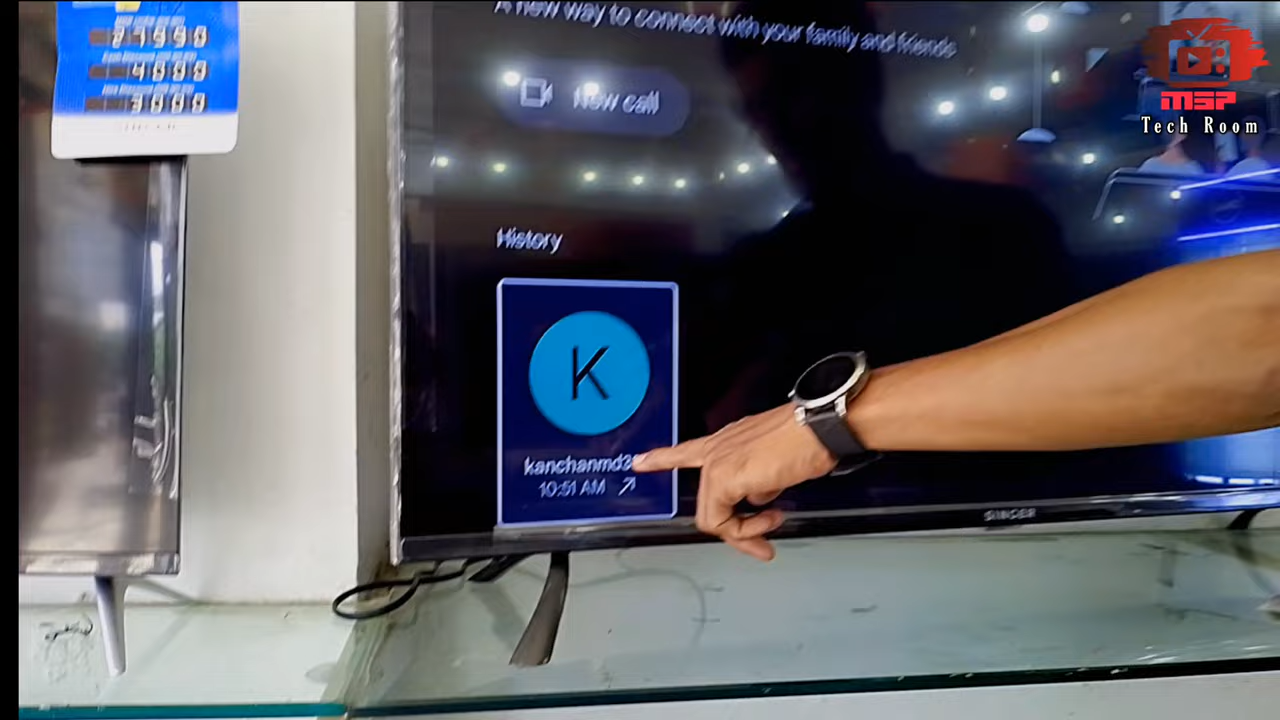 A new way to connect with your family and friends
New call
History
K
kanchanmd3
10:51 AM
SINGER
MSP
Tech Room